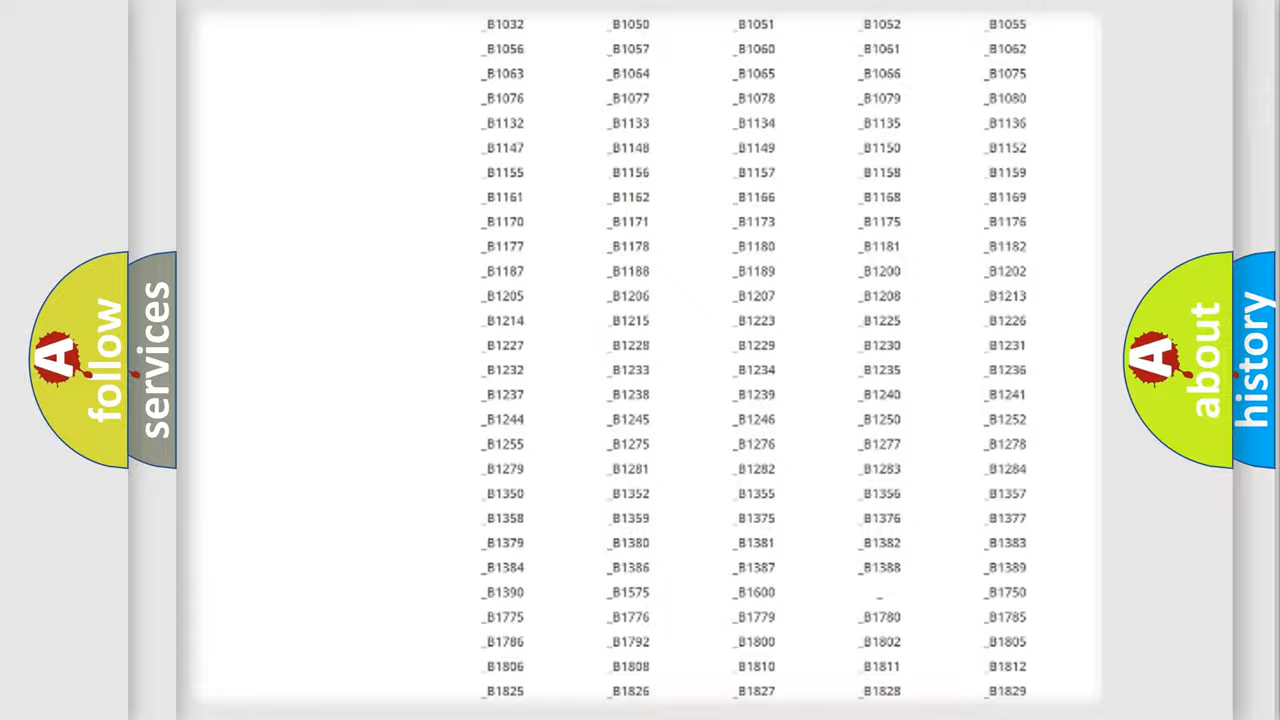 _B1032 _B1050 _B1051 _B1052 _B1055
_B1056 _B1057 _B1060 _B1061 _B1062
_B1063 _B1064 _B1065 _B1066 _B1075
_B1076 _B1077 _B1078 _B1079 _B1080
_B1132 _B1133 _B1134 _B1135 _B1136
_B1147 _B1148 _B1149 _B1150 _B1152
_B1155 _B1156 _B1157 _B1158 _B1159
_B1161 _B1162 _B1166 _B1168 _B1169
_B1170 _B1171 _B1173 _B1175 _B1176
_B1177 _B1178 _B1180 _B1181 _B1182
_B1187 _B1188 _B1189 _B1200 _B1202
_B1205 _B1206 _B1207 _B1208 _B1213
_B1214 _B1215 _B1223 _B1225 _B1226
_B1227 _B1228 _B1229 _B1230 _B1231
_B1232 _B1233 _B1234 _B1235 _B1236
_B1237 _B1238 _B1239 _B1240 _B1241
_B1244 _B1245 _B1246 _B1250 _B1252
_B1255 _B1275 _B1276 _B1277 _B1278
_B1279 _B1281 _B1282 _B1283 _B1284
_B1350 _B1352 _B1355 _B1356 _B1357
_B1358 _B1359 _B1375 _B1376 _B1377
_B1379 _B1380 _B1381 _B1382 _B1383
_B1384 _B1386 _B1387 _B1388 _B1389
_B1390 _B1575 _B1600 _ _B1750
_B1775 _B1776 _B1779 _B1780 _B1785
_B1786 _B1792 _B1800 _B1802 _B1805
_B1806 _B1808 _B1810 _B1811 _B1812
_B1825 _B1826 _B1827 _B1828 _B1829
A follow
services
A about
history